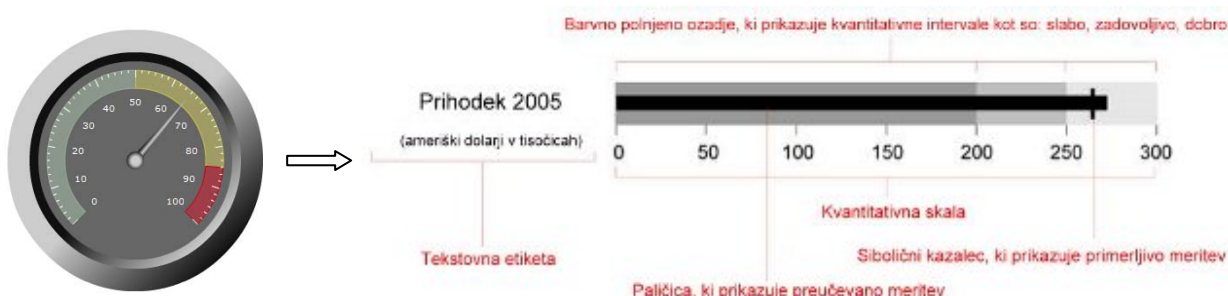 0
10
20
30
40
50
60
70
80
90
100
Barvno polnjeno ozadje, ki prikazuje kvantitativne intervale kot so: slabo, zadovoljivo, dobro
Prihodek 2005
(ameriški dolarji v tisočicah)
0 50 100 150 200 250 300
Kvantitativna skala
Tekstovna etiketa
Sibolični kazalec, ki prikazuje primerljivo meritev
Paličica, ki prikazuje preučevano meritev